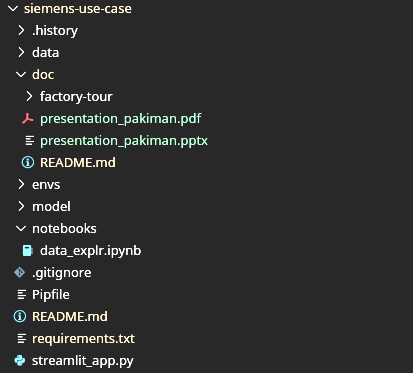 siemens-use-case
.history
data
doc
factory-tour
presentation_pakiman.pdf
presentation_pakiman.pptx
README.md
envs
model
notebooks
data_explr.ipynb
.gitignore
Pipfile
README.md
requirements.txt
streamlit_app.py